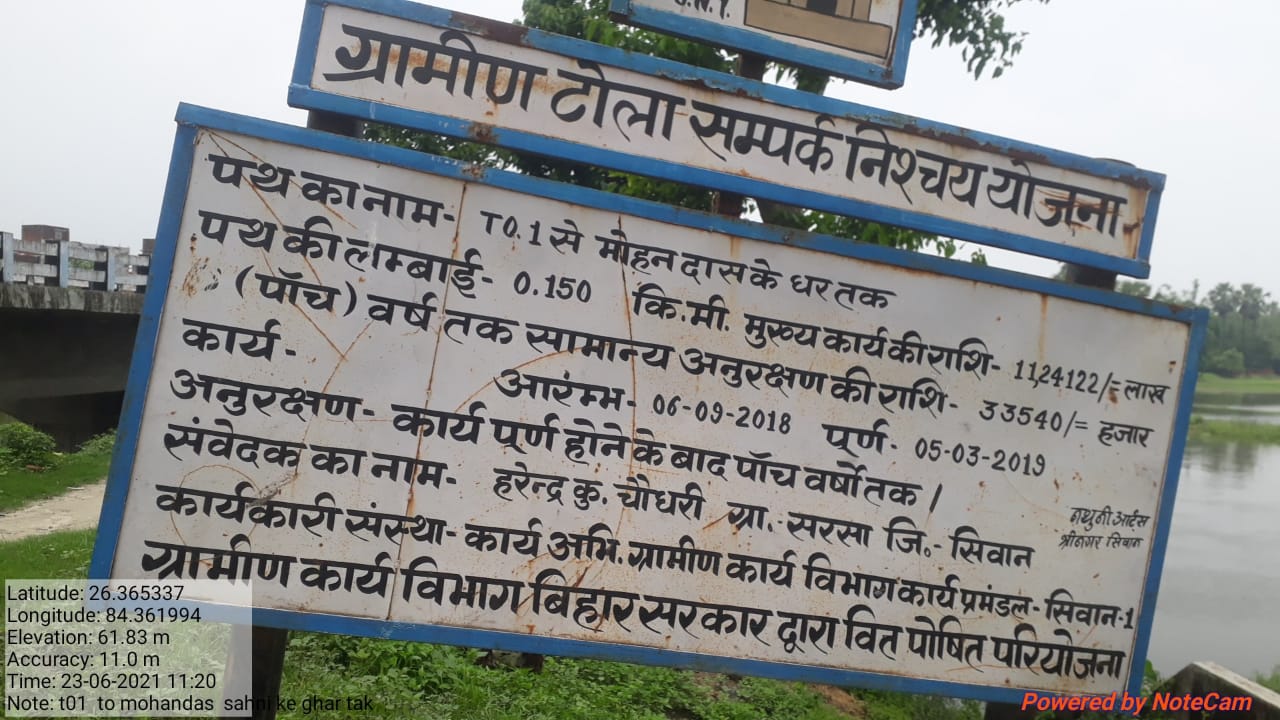 ग्रामीण टोला सम्पर्क निश्चय योजना
पथ का नाम- T0.1 से मोहन दास के घर तक
पथ की लम्बाई- 0.150 कि.मी. मुख्य कार्य की राशि- 11,24122/= लाख
(पॉच) वर्ष तक सामान्य अनुरक्षण की राशि- 33540/= हजार
कार्य- आरंम्भ- 06-09-2018 पूर्ण- 05-03-2019
अनुरक्षण- कार्य पूर्ण होने के बाद पॉच वर्षो तक।
संवेदक का नाम- हरेन्द्र कु. चौधरी ग्रा.- सरसा जि.- सिवान
नथुनी आर्टस
श्रीनगर सिवान
कार्यकारी संस्था- कार्य अभि. ग्रामीण कार्य विभाग कार्य प्रमंडल- सिवान-1
ग्रामीण कार्य विभाग बिहार सरकार द्वारा वित पोषित परियोजना
Latitude: 26.365337
Longitude: 84.361994
Elevation: 61.83 m
Accuracy: 11.0 m
Time: 23-06-2021 11:20
Note: t01 to mohandas sahni ke ghar tak
Powered by NoteCam